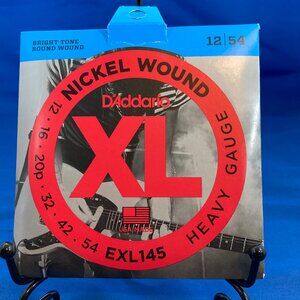 BRIGHT-TONE
ROUND WOUND
12|54
NICKEL WOUND
D'Addario
XL
12 • 16 • 20p • 32 • 42 • 54
EXL145
HEAVY GAUGE